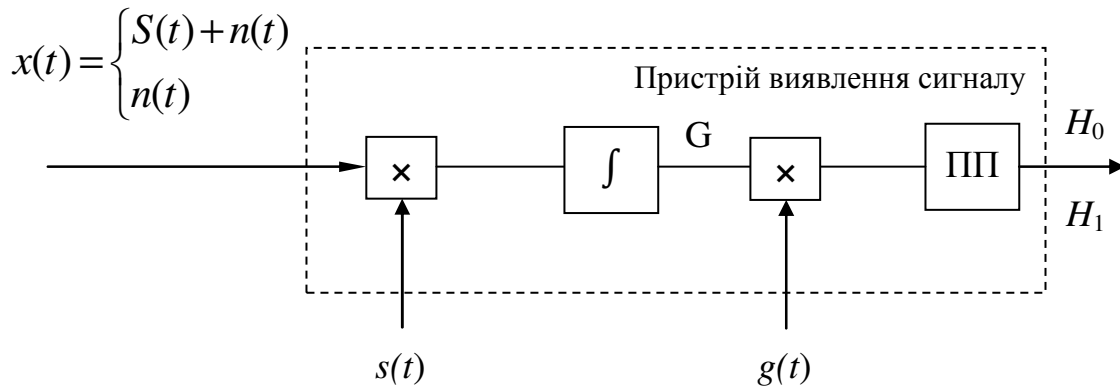 x(t) = { S(t) + n(t)
n(t)
Пристрій виявлення сигналу
× ∫ G × ПП
H₀
H₁
s(t) g(t)